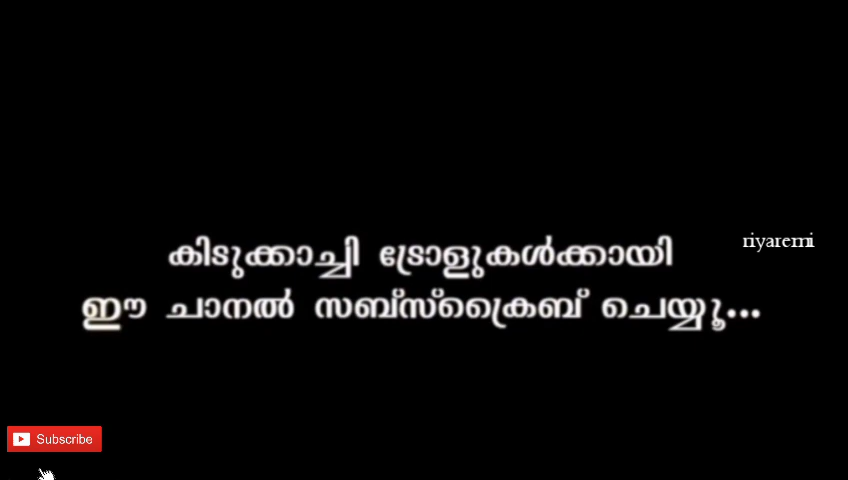 കിടുക്കാച്ചി ട്രോളുകൾക്കായി
riyaremi
ഈ ചാനൽ സബ്സ്ക്രൈബ് ചെയ്യൂ...
Subscribe